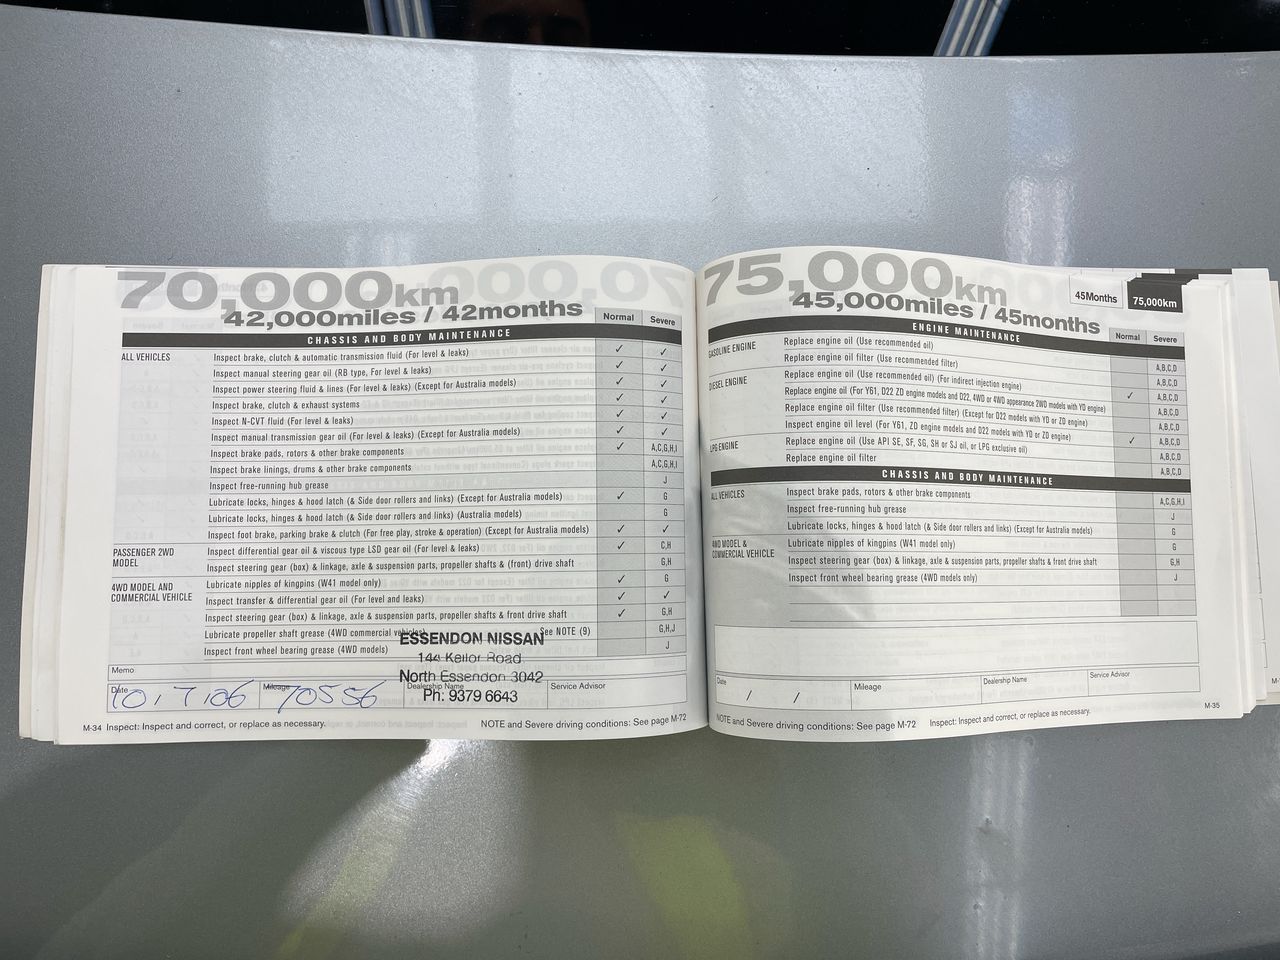 70,000km
42,000miles / 42months
Normal Severe
CHASSIS AND BODY MAINTENANCE
ALL VEHICLES Inspect brake, clutch & automatic transmission fluid (For level & leaks) ✓ ✓
Inspect manual steering gear oil (RB type, For level & leaks) ✓ ✓
Inspect power steering fluid & lines (For level & leaks) (Except for Australia models) ✓ ✓
Inspect brake, clutch & exhaust systems ✓ ✓
Inspect N-CVT fluid (For level & leaks) ✓ ✓
Inspect manual transmission gear oil (For level & leaks) (Except for Australia models) ✓ ✓
Inspect brake pads, rotors & other brake components ✓ A,C,G,H,I
Inspect brake linings, drums & other brake components A,C,G,H,I
Inspect free-running hub grease J
Lubricate locks, hinges & hood latch (& Side door rollers and links) (Except for Australia models) ✓ G
Lubricate locks, hinges & hood latch (& Side door rollers and links) (Australia models) G
Inspect foot brake, parking brake & clutch (For free play, stroke & operation) (Except for Australia models) ✓ ✓
PASSENGER 2WD MODEL Inspect differential gear oil & viscous type LSD gear oil (For level & leaks) ✓ C,H
Inspect steering gear (box) & linkage, axle & suspension parts, propeller shafts & (front) drive shaft G,H
4WD MODEL AND COMMERCIAL VEHICLE Lubricate nipples of kingpins (W41 model only) ✓ G
Inspect transfer & differential gear oil (For level and leaks) ✓ ✓
Inspect steering gear (box) & linkage, axle & suspension parts, propeller shafts & front drive shaft ✓ G,H
Lubricate propeller shaft grease (4WD commercial vehicles) See NOTE (9) G,H,J
Inspect front wheel bearing grease (4WD models) J
ESSENDON NISSAN
144 Keilor Road
North Essendon 3042
Ph: 9379 6643
Memo
Date 10/7/06 Mileage 70556 Dealership Name Service Advisor
M-34 Inspect: Inspect and correct, or replace as necessary. NOTE and Severe driving conditions: See page M-72
75,000km
45,000miles / 45months
45Months 75,000km
Normal Severe
ENGINE MAINTENANCE
GASOLINE ENGINE Replace engine oil (Use recommended oil) A,B,C,D
Replace engine oil filter (Use recommended filter) A,B,C,D
DIESEL ENGINE Replace engine oil (Use recommended oil) (For indirect injection engine) A,B,C,D
Replace engine oil (For Y61, D22 ZD engine models and D22, 4WD or 4WD appearance 2WD models with YD engine) ✓ A,B,C,D
Replace engine oil filter (Use recommended filter) (Except for D22 models with YD or ZD engine) A,B,C,D
Inspect engine oil level (For Y61, ZD engine models and D22 models with YD or ZD engine) ✓ A,B,C,D
LPG ENGINE Replace engine oil (Use API SE, SF, SG, SH or SJ oil, or LPG exclusive oil) A,B,C,D
Replace engine oil filter A,B,C,D
CHASSIS AND BODY MAINTENANCE
ALL VEHICLES Inspect brake pads, rotors & other brake components A,C,G,H,I
Inspect free-running hub grease J
Lubricate locks, hinges & hood latch (& Side door rollers and links) (Except for Australia models) G
4WD MODEL & COMMERCIAL VEHICLE Lubricate nipples of kingpins (W41 model only) G
Inspect steering gear (box) & linkage, axle & suspension parts, propeller shafts & front drive shaft G,H
Inspect front wheel bearing grease (4WD models only) J
Date / / Mileage Dealership Name Service Advisor
NOTE and Severe driving conditions: See page M-72 Inspect: Inspect and correct, or replace as necessary. M-35